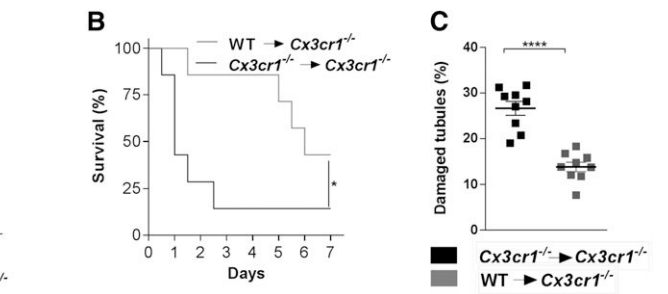 B
WT → Cx3cr1-/-
Cx3cr1-/- → Cx3cr1-/-
Survival (%)
100
75
50
25
0
*
0 1 2 3 4 5 6 7
Days
C
****
Damaged tubules (%)
40
30
20
10
0
Cx3cr1-/- → Cx3cr1-/-
WT → Cx3cr1-/-